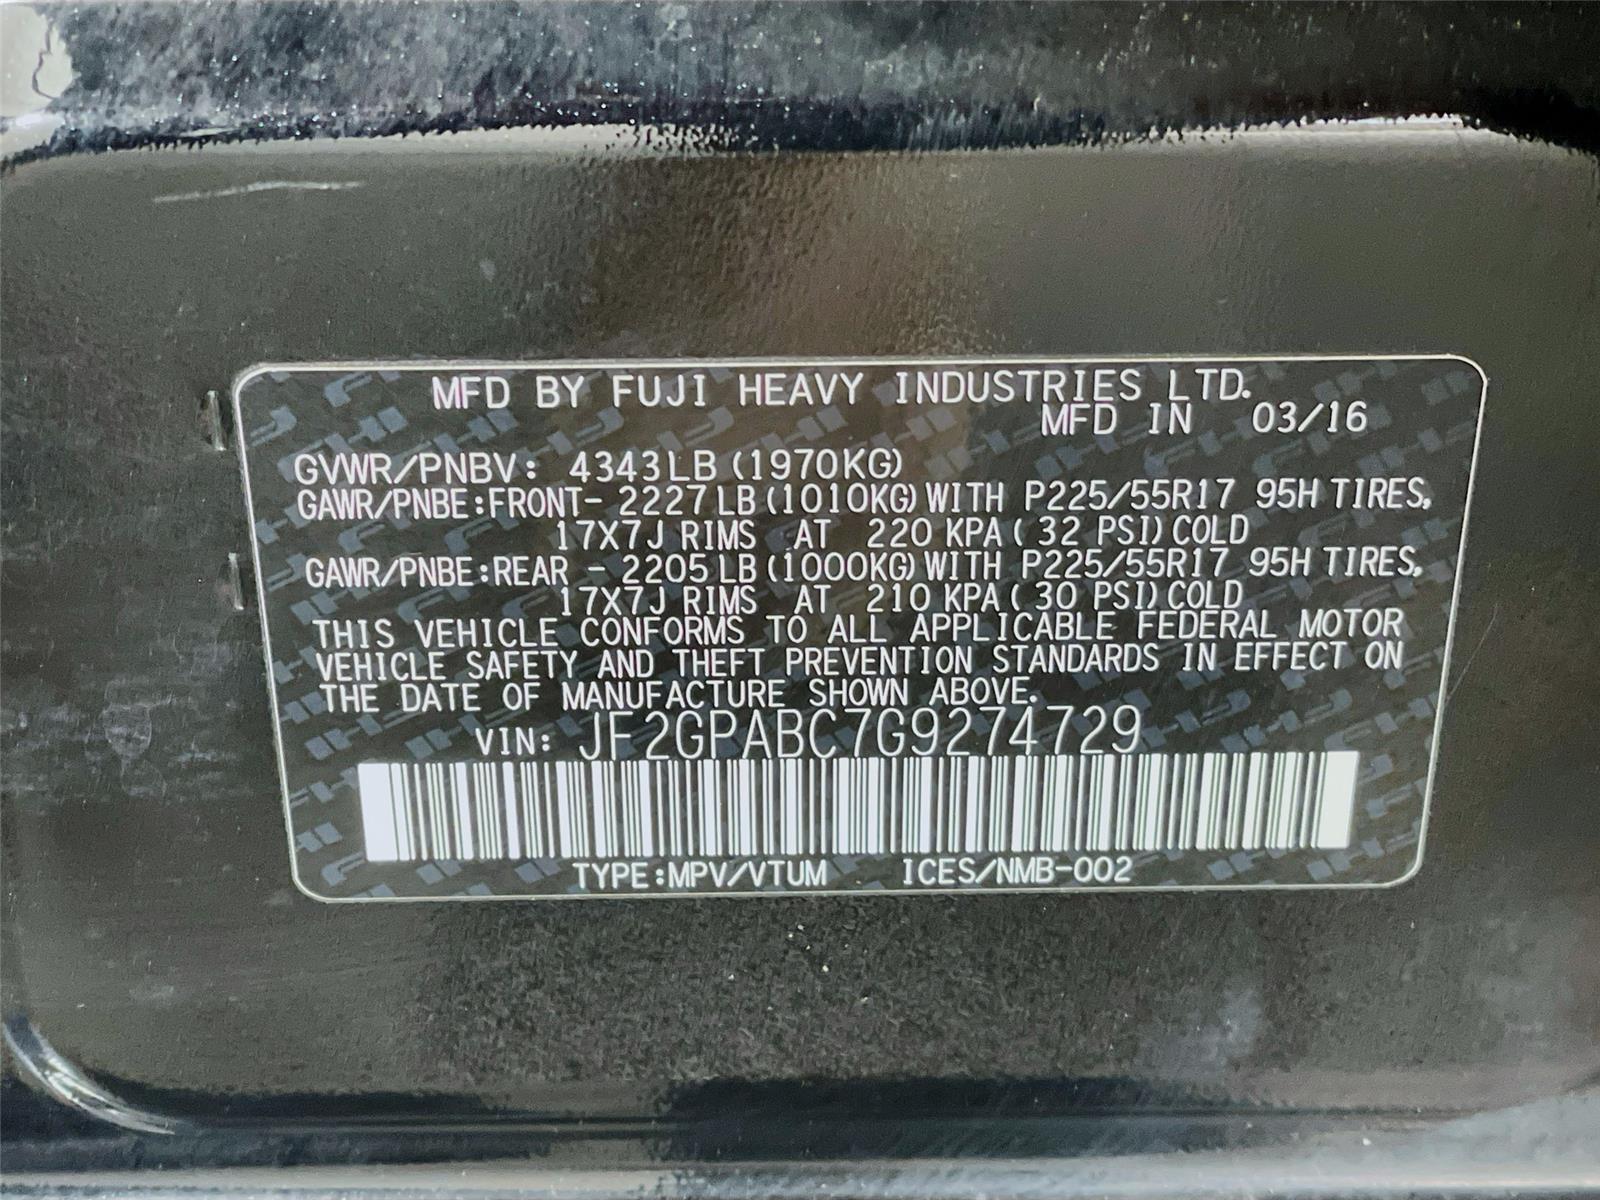 MFD BY FUJI HEAVY INDUSTRIES LTD.
MFD IN 03/16
GVWR/PNBV: 4343LB (1970KG)
GAWR/PNBE:FRONT- 2227LB (1010KG) WITH P225/55R17 95H TIRES,
17X7J RIMS AT 220 KPA ( 32 PSI) COLD
GAWR/PNBE:REAR - 2205LB (1000KG) WITH P225/55R17 95H TIRES,
17X7J RIMS AT 210 KPA ( 30 PSI) COLD
THIS VEHICLE CONFORMS TO ALL APPLICABLE FEDERAL MOTOR
VEHICLE SAFETY AND THEFT PREVENTION STANDARDS IN EFFECT ON
THE DATE OF MANUFACTURE SHOWN ABOVE.
VIN: JF2GPABC7G9274729
TYPE:MPV/VTUM ICES/NMB-002